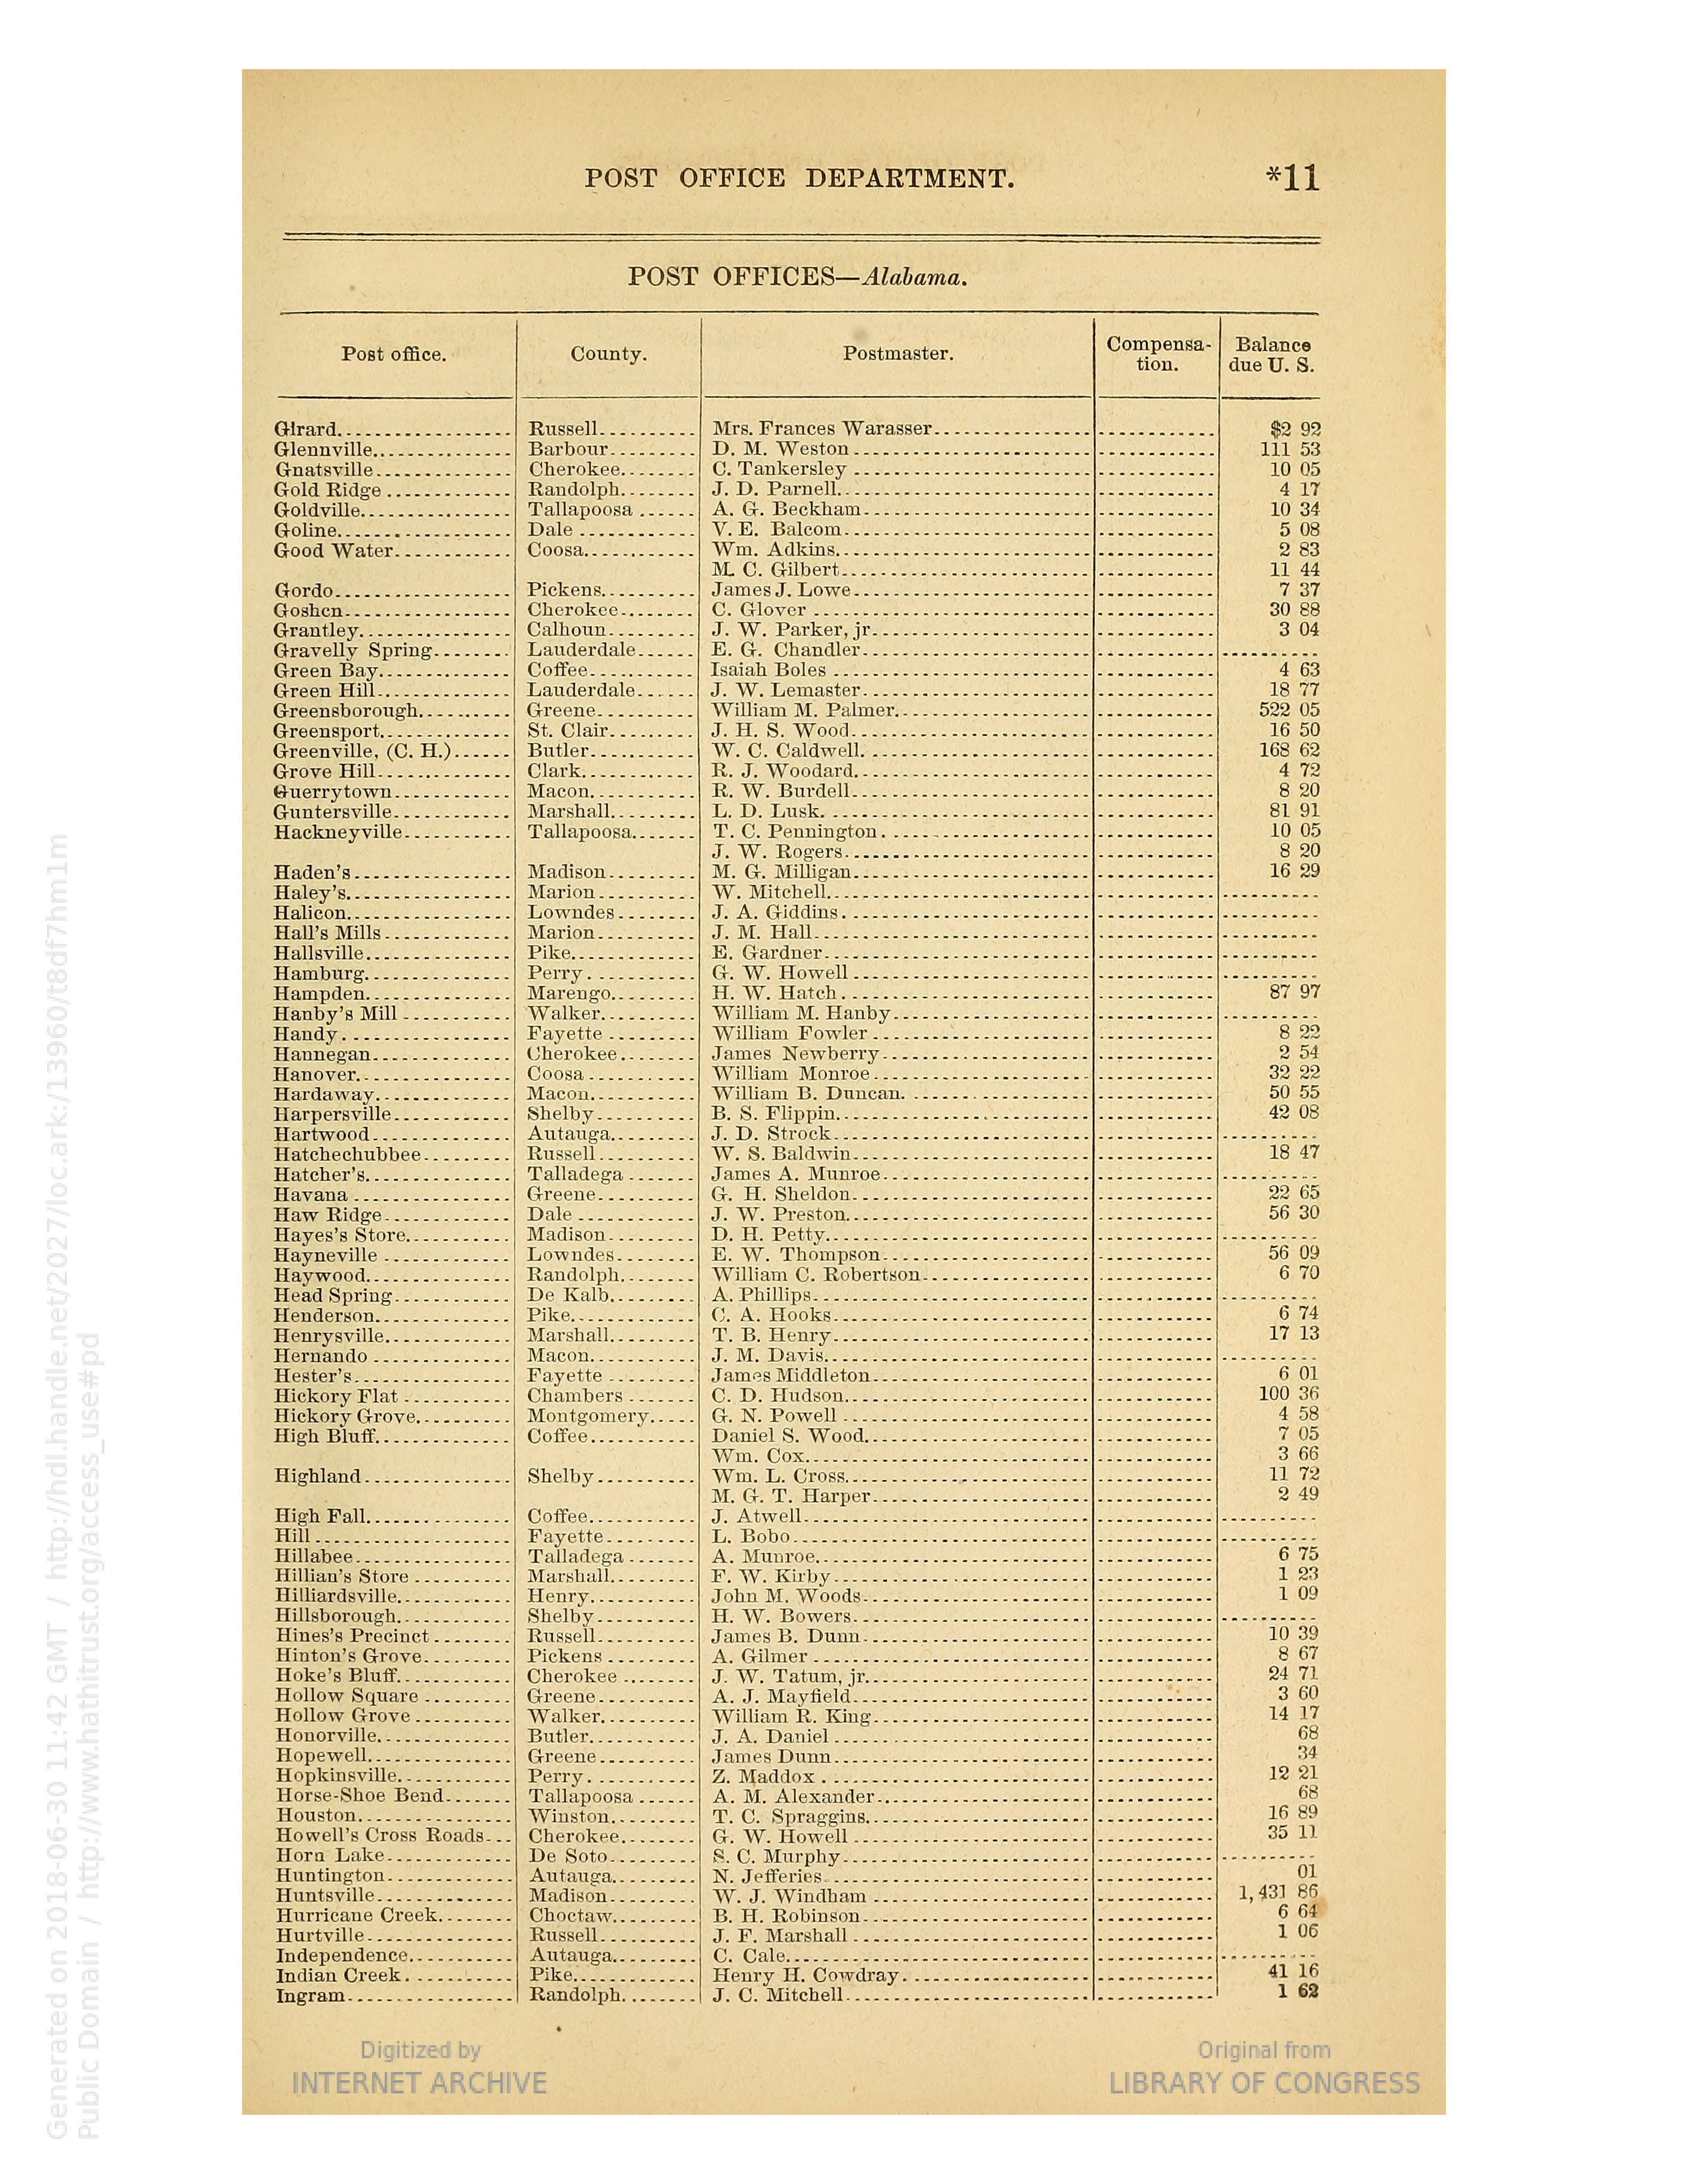 POST OFFICE DEPARTMENT. *11
POST OFFICES—Alabama.
Post office. County. Postmaster. Compensation. Balance due U. S.
Girard Russell Mrs. Frances Warasser $2 92
Glennville Barbour D. M. Weston 111 53
Gnatsville Cherokee C. Tankersley 10 05
Gold Ridge Randolph J. D. Parnell 4 17
Goldville Tallapoosa A. G. Beckham 10 34
Goline Dale V. E. Balcom 5 08
Good Water Coosa Wm. Adkins 2 83
M. C. Gilbert 11 44
Gordo Pickens James J. Lowe 7 37
Goshen Cherokee C. Glover 30 88
Grantley Calhoun J. W. Parker, jr. 3 04
Gravelly Spring Lauderdale E. G. Chandler
Green Bay Coffee Isaiah Boles 4 63
Green Hill Lauderdale J. W. Lemaster 18 77
Greensborough Greene William M. Palmer 522 05
Greensport St. Clair J. H. S. Wood 16 50
Greenville, (C. H.) Butler W. C. Caldwell 168 62
Grove Hill Clark R. J. Woodard 4 72
Guerrytown Macon R. W. Burdell 8 20
Guntersville Marshall L. D. Lusk 81 91
Hackneyville Tallapoosa T. C. Pennington 10 05
J. W. Rogers 8 20
Haden's Madison M. G. Milligan 16 29
Haley's Marion W. Mitchell
Halicon Lowndes J. A. Giddins
Hall's Mills Marion J. M. Hall
Hallsville Pike E. Gardner
Hamburg Perry G. W. Howell
Hampden Marengo H. W. Hatch 87 97
Hanby's Mill Walker William M. Hanby
Handy Fayette William Fowler 8 22
Hannegan Cherokee James Newberry 2 54
Hanover Coosa William Monroe 32 22
Hardaway Macon William B. Duncan 50 55
Harpersville Shelby B. S. Flippin 42 08
Hartwood Autauga J. D. Strock
Hatchechubbee Russell W. S. Baldwin 18 47
Hatcher's Talladega James A. Munroe
Havana Greene G. H. Sheldon 22 65
Haw Ridge Dale J. W. Preston 56 30
Hayes's Store Madison D. H. Petty
Hayneville Lowndes E. W. Thompson 56 09
Haywood Randolph William C. Robertson 6 70
Head Spring De Kalb A. Phillips
Henderson Pike C. A. Hooks 6 74
Henrysville Marshall T. B. Henry 17 13
Hernando Macon J. M. Davis
Hester's Fayette James Middleton 6 01
Hickory Flat Chambers C. D. Hudson 100 36
Hickory Grove Montgomery G. N. Powell 4 58
High Bluff Coffee Daniel S. Wood 7 05
Wm. Cox 3 66
Highland Shelby Wm. L. Cross 11 72
M. G. T. Harper 2 49
High Fall Coffee J. Atwell
Hill Fayette L. Bobo
Hillabee Talladega A. Munroe 6 75
Hillian's Store Marshall F. W. Kirby 1 23
Hilliardsville Henry John M. Woods 1 09
Hillsborough Shelby H. W. Bowers
Hines's Precinct Russell James B. Dunn 10 39
Hinton's Grove Pickens A. Gilmer 8 67
Hoke's Bluff Cherokee J. W. Tatum, jr. 24 71
Hollow Square Greene A. J. Mayfield 3 60
Hollow Grove Walker William R. King 14 17
Honorville Butler J. A. Daniel 68
Hopewell Greene James Dunn 34
Hopkinsville Perry Z. Maddox 12 21
Horse-Shoe Bend Tallapoosa A. M. Alexander 68
Houston Winston T. C. Spraggins 16 89
Howell's Cross Roads Cherokee G. W. Howell 35 11
Horn Lake De Soto S. C. Murphy
Huntington Autauga N. Jefferies 01
Huntsville Madison W. J. Windham 1,431 86
Hurricane Creek Choctaw B. H. Robinson 6 64
Hurtville Russell J. F. Marshall 1 06
Independence Autauga C. Cale
Indian Creek Pike Henry H. Cowdray 41 16
Ingram Randolph J. C. Mitchell 1 62
Digitized by Original from
INTERNET ARCHIVE LIBRARY OF CONGRESS
Generated on 2018-06-30 11:42 GMT / http://hdl.handle.net/2027/loc.ark:/13960/t8df7hm1m
Public Domain / http://www.hathitrust.org/access_use#pd